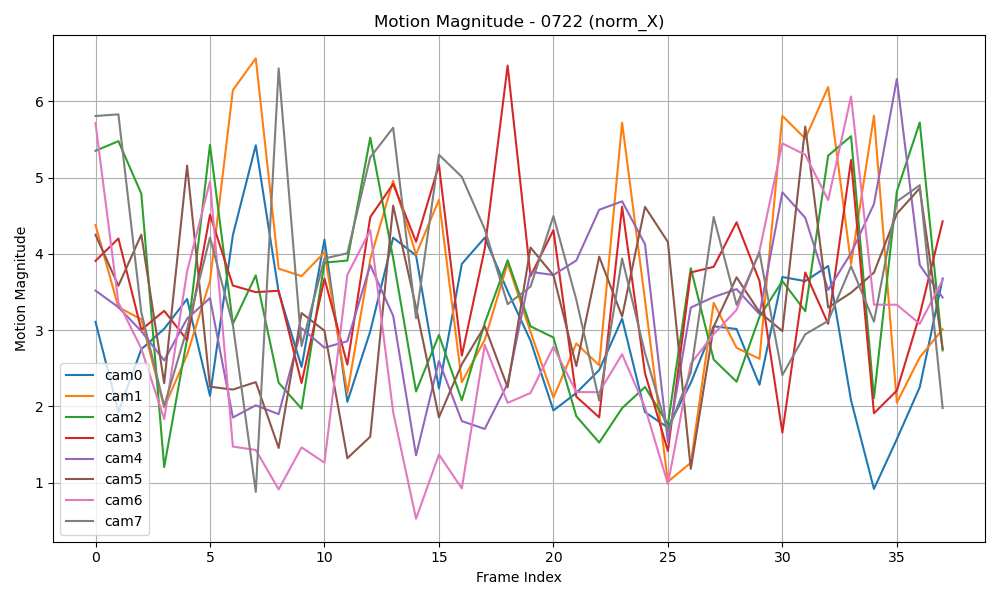 Motion Magnitude - 0722 (norm_X)
Motion Magnitude
6
5
4
3
2
1
cam0
cam1
cam2
cam3
cam4
cam5
cam6
cam7
0 5 10 15 20 25 30 35
Frame Index